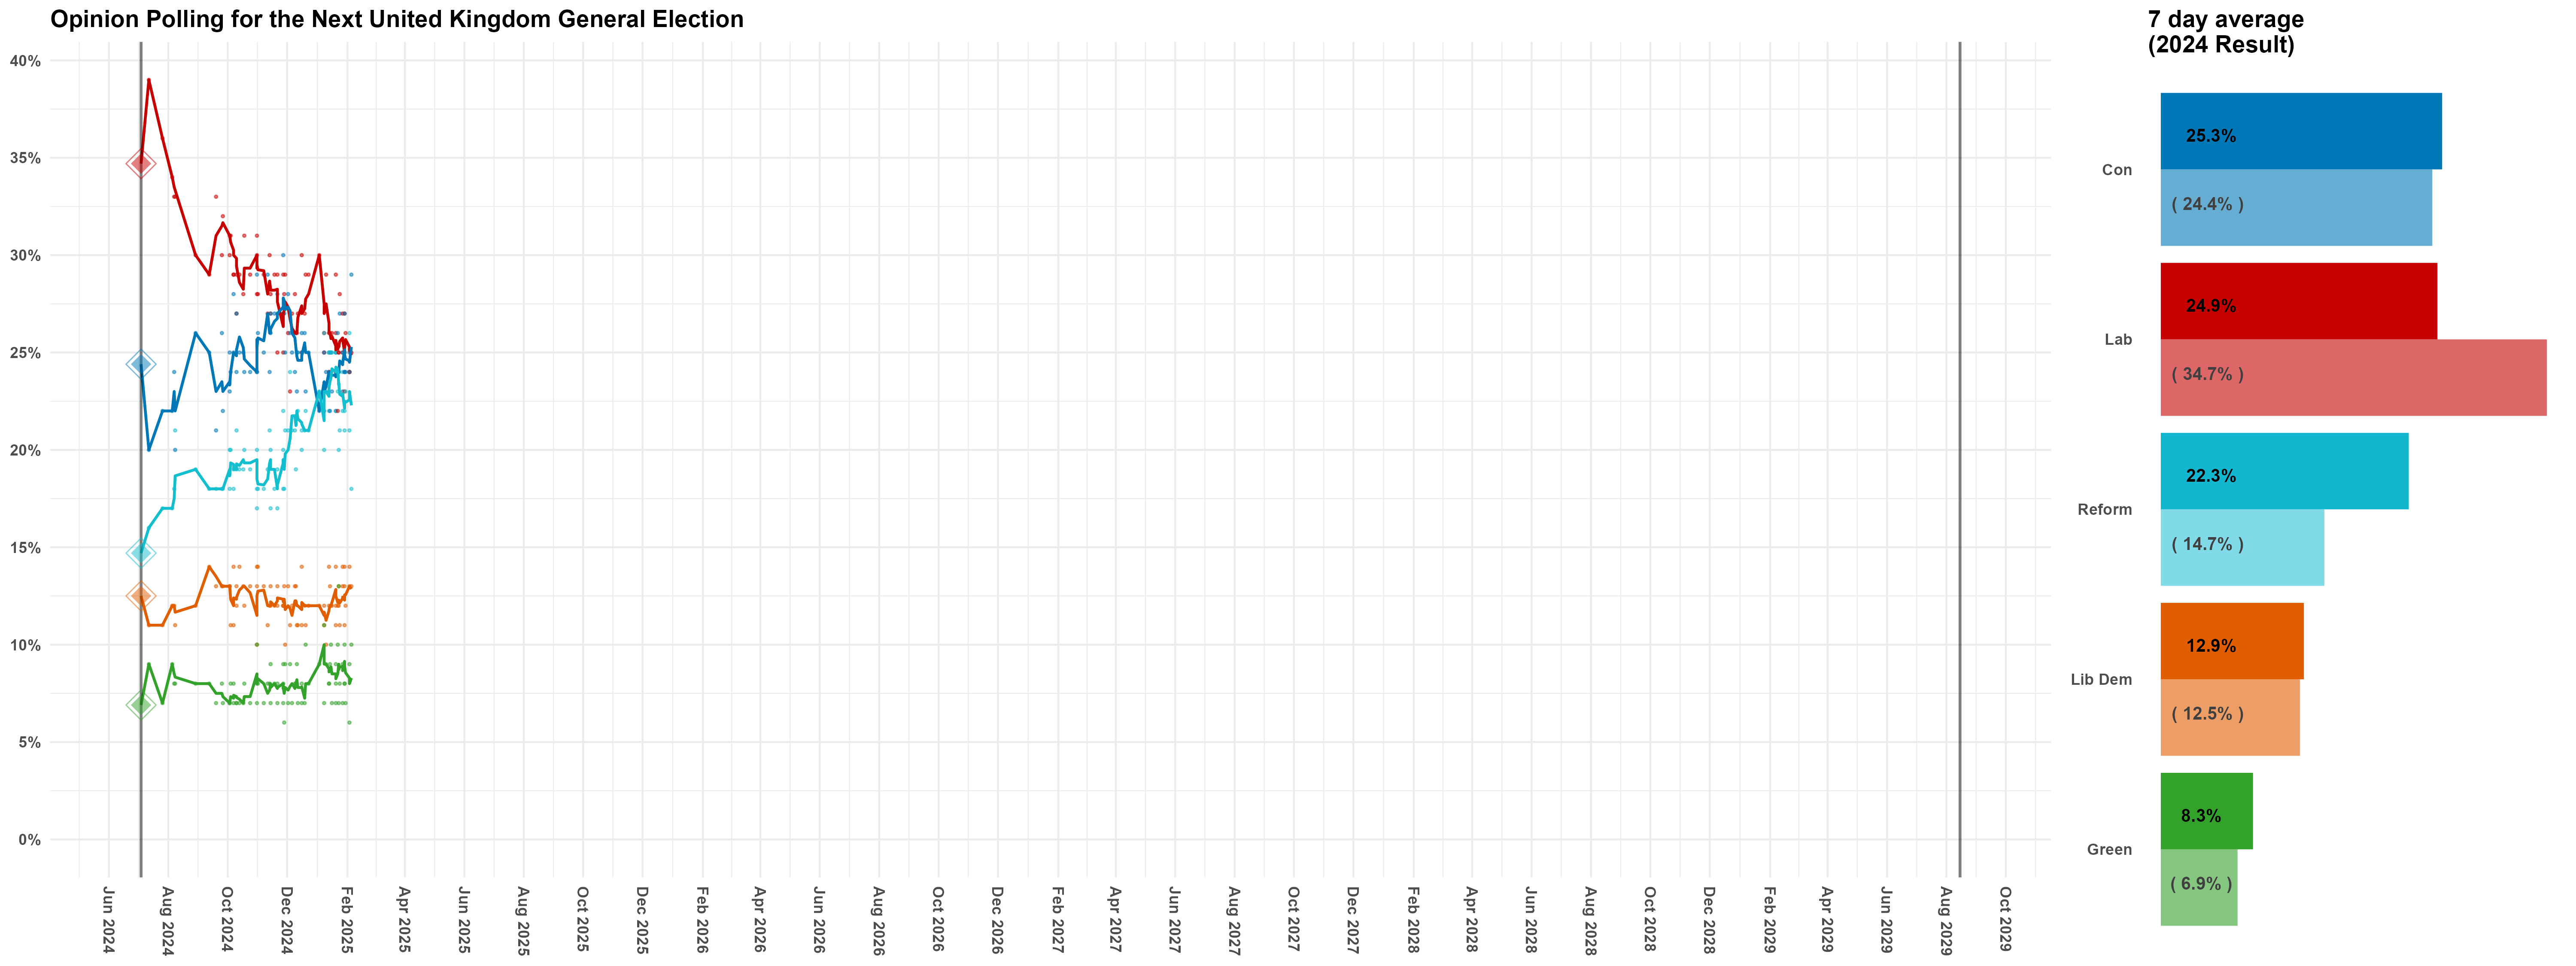 Opinion Polling for the Next United Kingdom General Election
40%
35%
30%
25%
20%
15%
10%
5%
0%
Jun 2024
Aug 2024
Oct 2024
Dec 2024
Feb 2025
Apr 2025
Jun 2025
Aug 2025
Oct 2025
Dec 2025
Feb 2026
Apr 2026
Jun 2026
Aug 2026
Oct 2026
Dec 2026
Feb 2027
Apr 2027
Jun 2027
Aug 2027
Oct 2027
Dec 2027
Feb 2028
Apr 2028
Jun 2028
Aug 2028
Oct 2028
Dec 2028
Feb 2029
Apr 2029
Jun 2029
Aug 2029
Oct 2029
7 day average
(2024 Result)
Con
25.3%
( 24.4% )
Lab
24.9%
( 34.7% )
Reform
22.3%
( 14.7% )
Lib Dem
12.9%
( 12.5% )
Green
8.3%
( 6.9% )